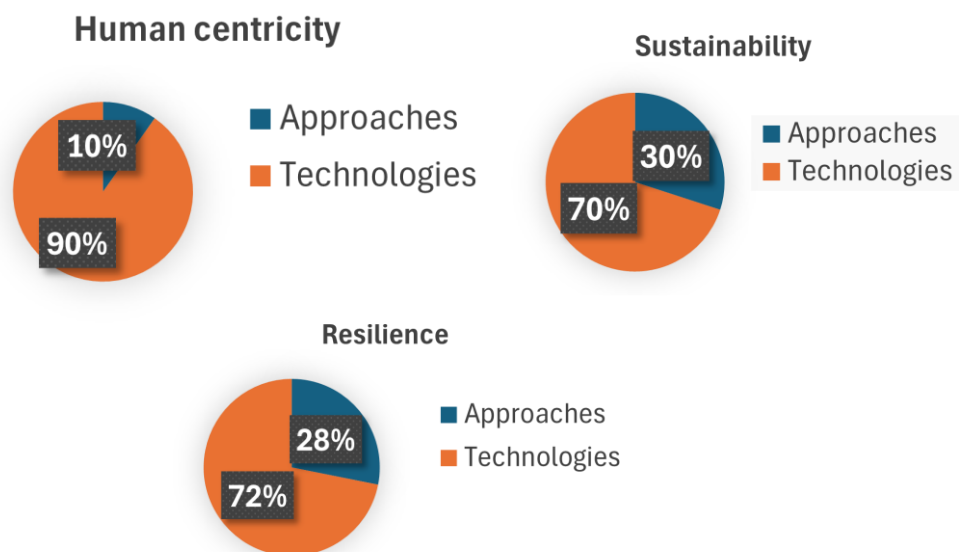 Human centricity
10%
90%
Approaches
Technologies
Sustainability
30%
70%
Approaches
Technologies
Resilience
28%
72%
Approaches
Technologies